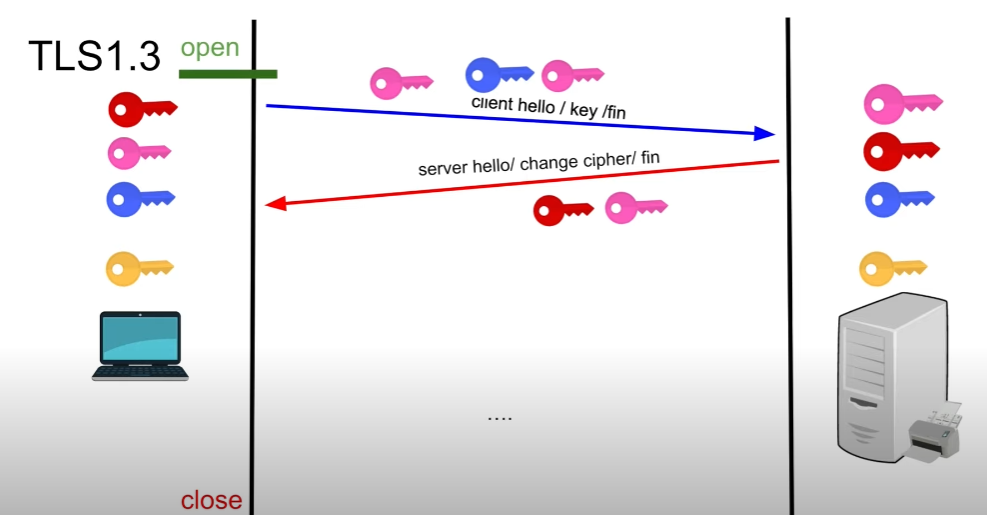 TLS1.3
open
client hello / key /fin
server hello/ change cipher/ fin
....
close